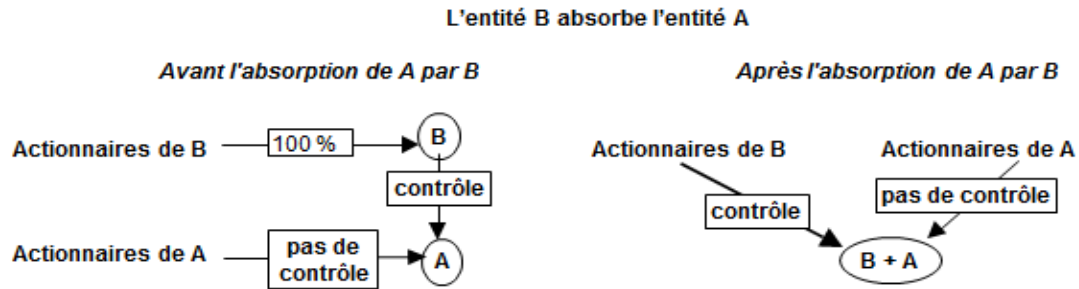 L'entité B absorbe l'entité A
Avant l'absorption de A par B
Après l'absorption de A par B
Actionnaires de B
100 %
B
contrôle
Actionnaires de A
pas de
contrôle
A
Actionnaires de B
Actionnaires de A
contrôle
pas de contrôle
B + A